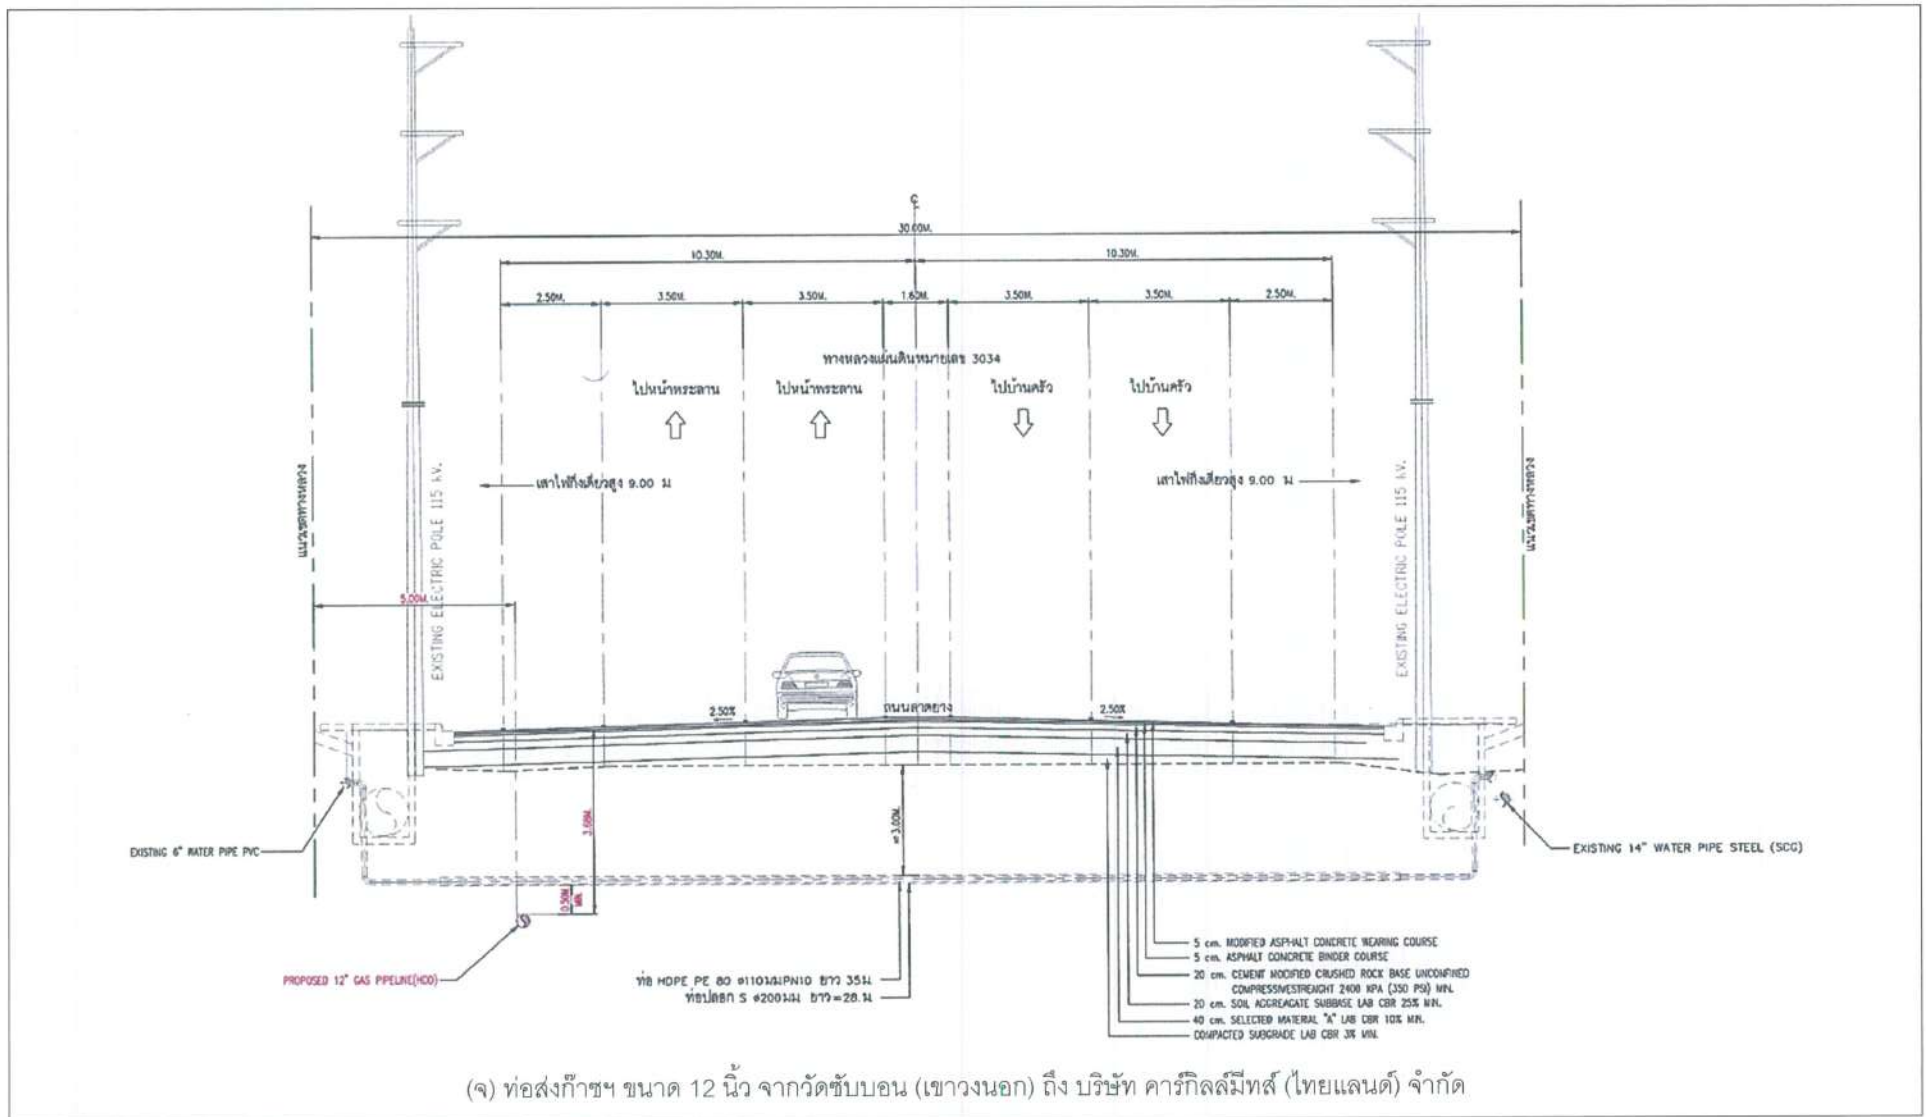 ℄
30.00M.
10.30M.
10.30M.
2.50M.
3.50M.
3.50M.
1.60M.
3.50M.
3.50M.
2.50M.
ทางหลวงแผ่นดินหมายเลข 3034
ไปหน้าพระลาน
ไปหน้าพระลาน
ไปบ้านครัว
ไปบ้านครัว
เสาไฟกิ่งเดี่ยวสูง 9.00 ม
เสาไฟกิ่งเดี่ยวสูง 9.00 ม
แนวเขตทางหลวง
EXISTING ELECTRIC POLE 115 kV.
EXISTING ELECTRIC POLE 115 kV.
แนวเขตทางหลวง
5.00M.
2.50%
ถนนลาดยาง
2.50%
3.68M.
≈3.00M.
EXISTING 6" WATER PIPE PVC
EXISTING 14" WATER PIPE STEEL (SCG)
0.50M
MIN.
PROPOSED 12" GAS PIPELINE(HDD)
ท่อ HDPE PE 80 ø110มมPN10 ยาว 35ม.
ท่อปลอก S ø200มม ยาว=28.ม
5 cm. MODIFIED ASPHALT CONCRETE WEARING COURSE
5 cm. ASPHALT CONCRETE BINDER COURSE
20 cm. CEMENT MODIFIED CRUSHED ROCK BASE UNCONFINED
COMPRESSIVESTRENGHT 2400 KPA (350 PSI) MIN.
20 cm. SOIL AGGREAGATE SUBBASE LAB CBR 25% MIN.
40 cm. SELECTED MATERIAL "A" LAB CBR 10% MIN.
COMPACTED SUBGRADE LAB CBR 3% MIN.
(จ) ท่อส่งก๊าซฯ ขนาด 12 นิ้ว จากวัดซับบอน (เขาวงนอก) ถึง บริษัท คาร์กิลล์มีทส์ (ไทยแลนด์) จำกัด